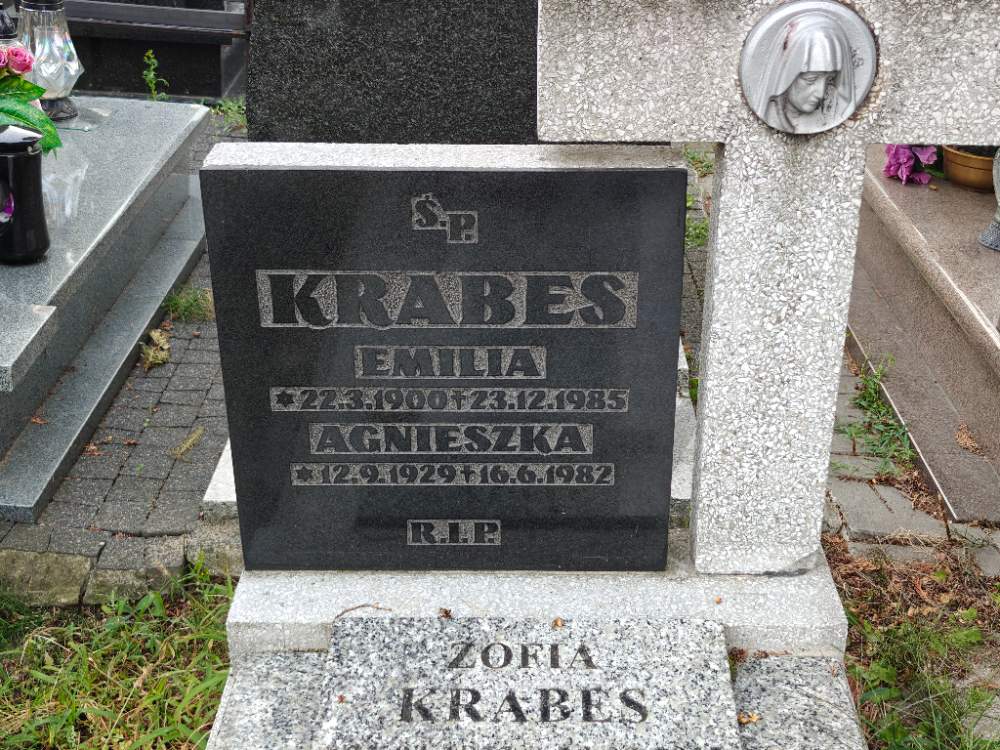 Ś.P.
KRABES
EMILIA
*22.3.1900†23.12.1985
AGNIESZKA
*12.9.1929†16.6.1982
R.I.P.
ZOFIA
KRABES